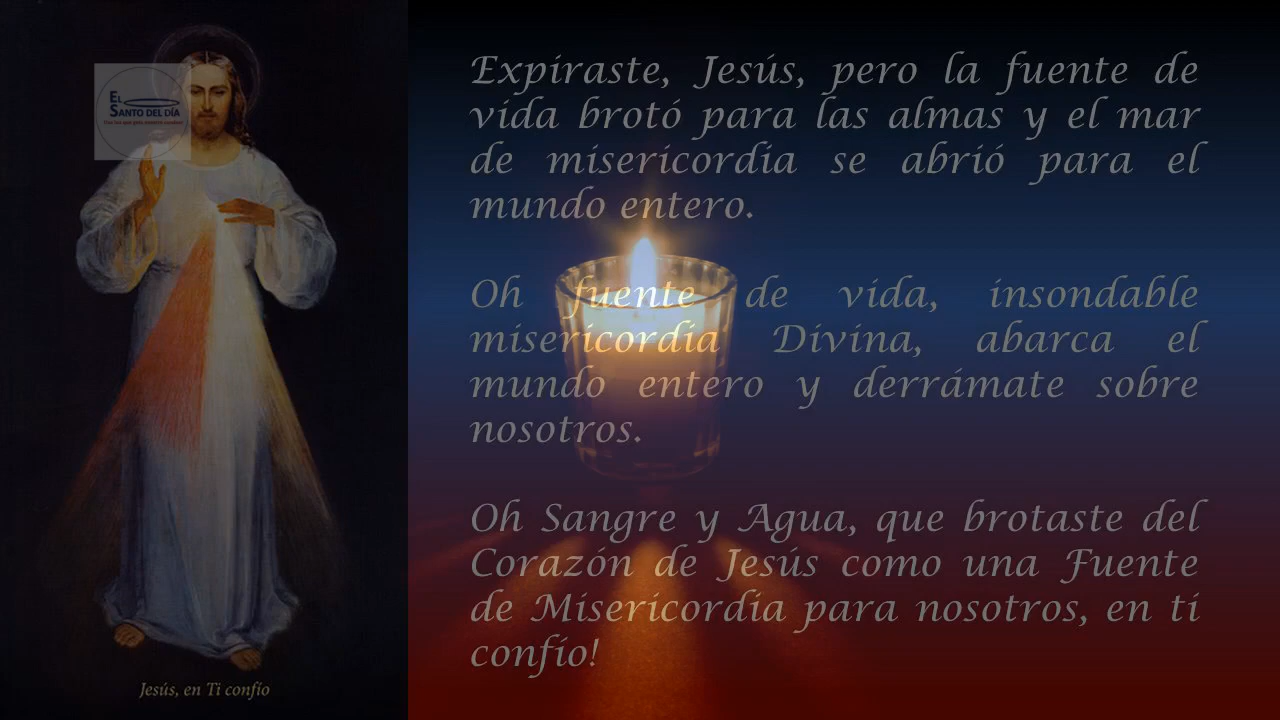 EL
SANTO DEL DÍA
Expiraste, Jesús, pero la fuente de
vida brotó para las almas y el mar
de misericordia se abrió para el
mundo entero.
Oh fuente de vida, insondable
misericordia Divina, abarca el
mundo entero y derrámate sobre
nosotros.
Oh Sangre y Agua, que brotaste del
Corazón de Jesús como una Fuente
de Misericordia para nosotros, en ti
confío!
Jesús, en Ti confío